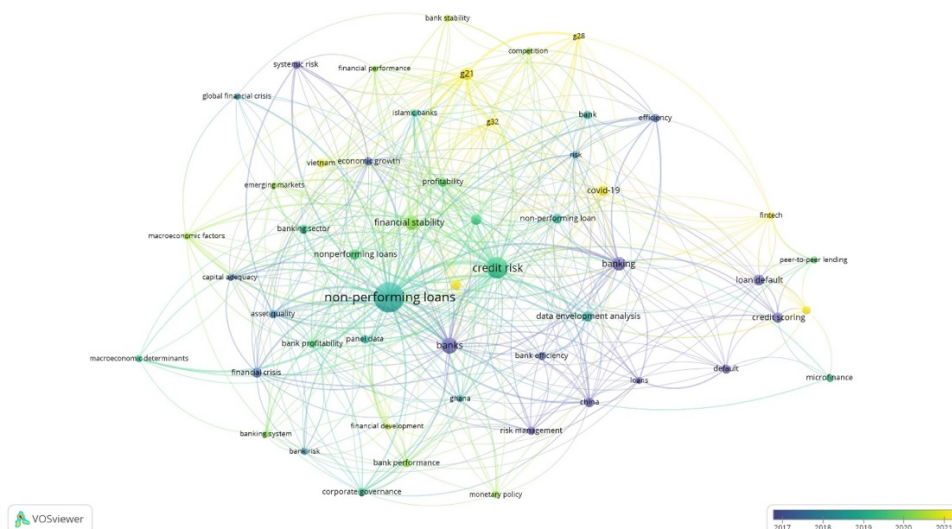 bank stability
g28
competition
g21
systemic risk
financial performance
global financial crisis
islamic banks
bank
efficiency
g32
risk
vietnam
economic growth
profitability
covid-19
emerging markets
fintech
financial stability
non-performing loan
banking sector
macroeconomic factors
nonperforming loans
peer-to-peer lending
credit risk
banking
capital adequacy
loan default
non-performing loans
asset quality
data envelopment analysis
credit scoring
bank profitability
panel data
banks
macroeconomic determinants
bank efficiency
financial crisis
default
loans
microfinance
ghana
china
financial development
risk management
banking system
bank risk
bank performance
corporate governance
monetary policy
VOSviewer
2017 2018 2019 2020